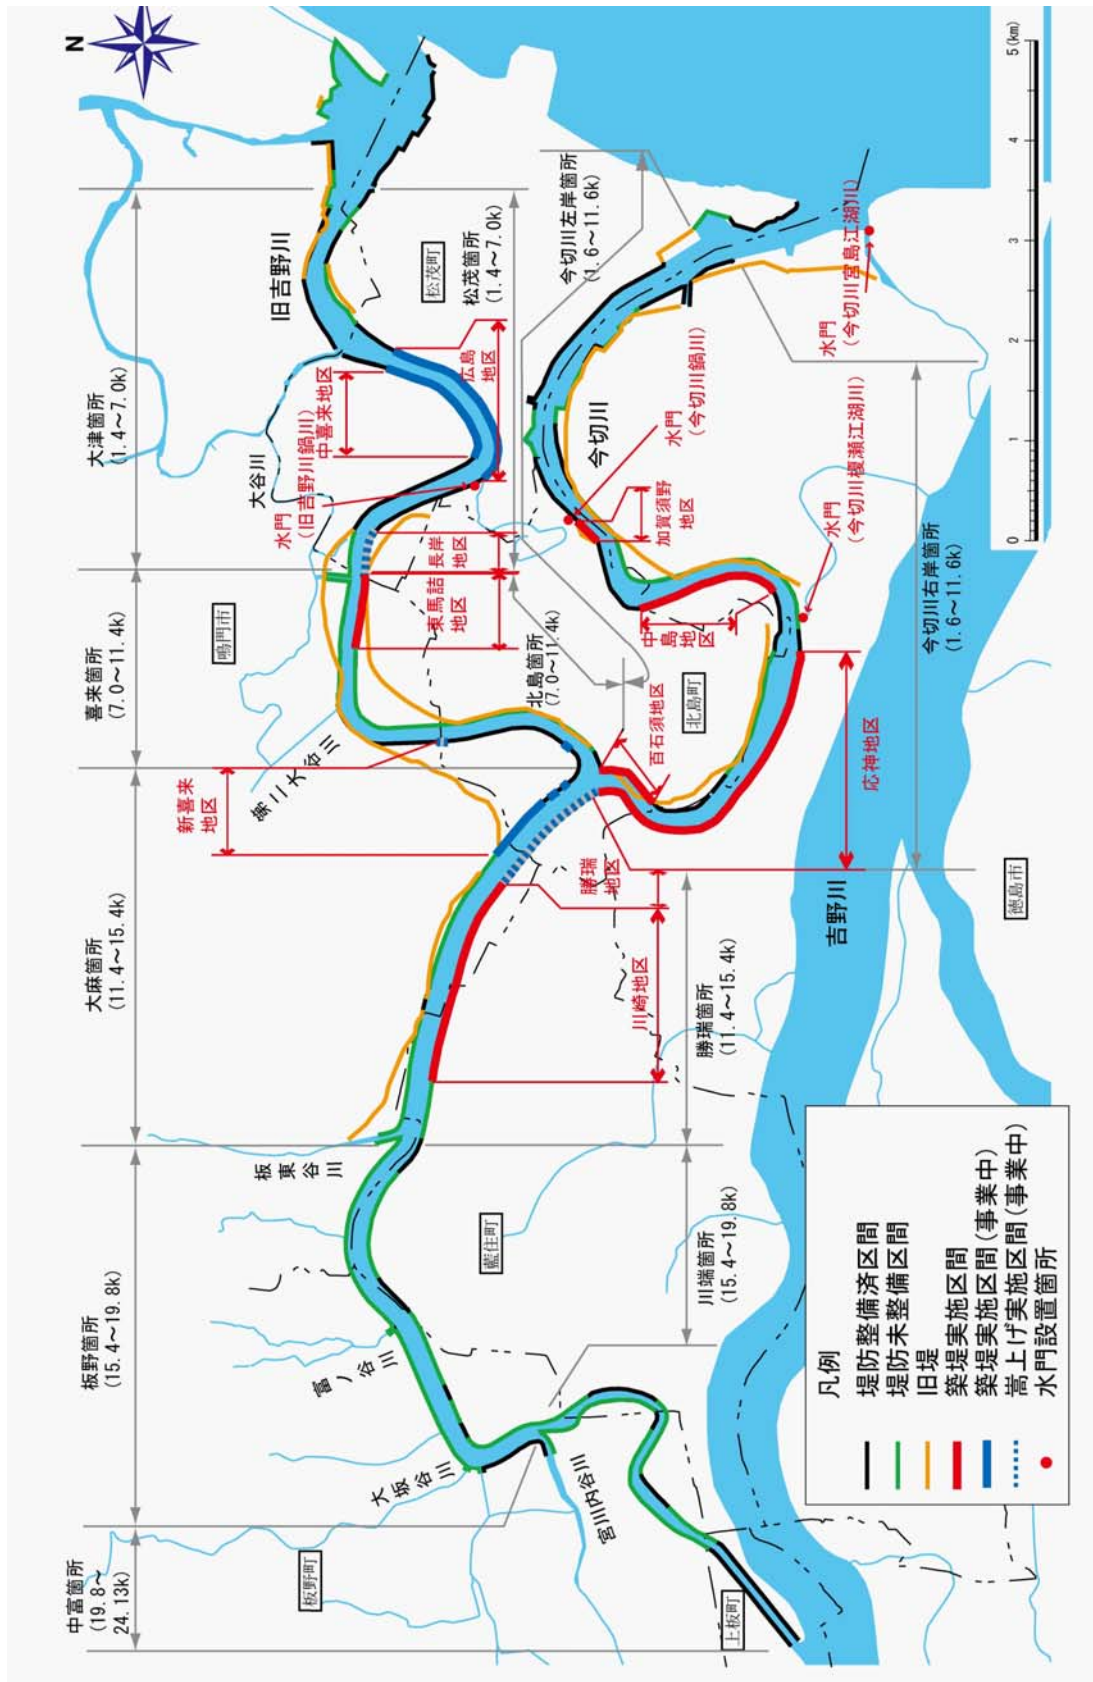 N
大津箇所
(1.4～7.0k)
喜来箇所
(7.0～11.4k)
大麻箇所
(11.4～15.4k)
板野箇所
(15.4～19.8k)
中富箇所
(19.8～
24.13k)
旧吉野川
松茂町
松茂箇所
(1.4～7.0k)
今切川左岸箇所
(1.6～11.6k)
広島
地区
中喜来地区
水門
(旧吉野川鍋川)
大谷川
長岸
地区
東馬詰
地区
鳴門市
北島箇所
(7.0～11.4k)
今切川
水門
(今切川鍋川)
水門
(今切川宮島江湖川)
加賀須野
地区
水門
(今切川榎瀬江湖川)
今切川右岸箇所
(1.6～11.6k)
中島
地区
北島町
百石須地区
応神地区
新喜来
地区
第二大谷川
勝瑞
地区
川崎地区
勝瑞箇所
(11.4～15.4k)
吉野川
徳島市
板東谷川
藍住町
川端箇所
(15.4～19.8k)
富ノ谷川
大坂谷川
宮川内谷川
板野町
上板町
0
1
2
3
4
5(km)
凡例
堤防整備済区間
堤防未整備区間
旧堤
築堤実施区間
築堤実施区間(事業中)
嵩上げ実施区間(事業中)
水門設置箇所